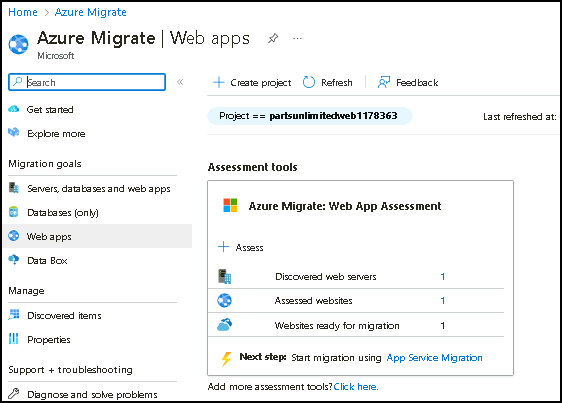 Home > Azure Migrate >
Azure Migrate | Web apps
Microsoft
Search
Get started
Explore more
Migration goals
Servers, databases and web apps
Databases (only)
Web apps
Data Box
Manage
Discovered items
Properties
Support + troubleshooting
Diagnose and solve problems
Create project
Refresh
Feedback
Project == partsunlimitedweb1178363
Last refreshed at:
Assessment tools
Azure Migrate: Web App Assessment
Assess
Discovered web servers 1
Assessed websites 1
Websites ready for migration 1
Next step: Start migration using App Service Migration
Add more assessment tools? Click here.